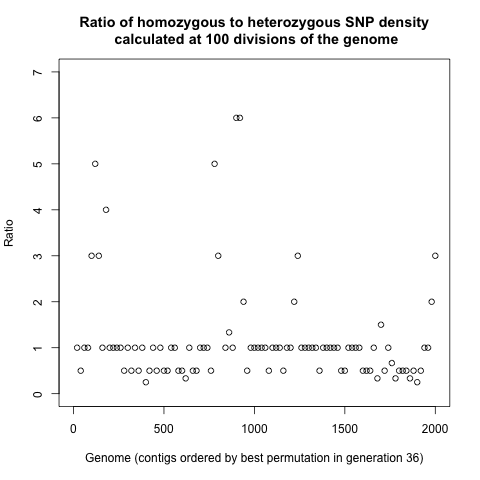 Ratio of homozygous to heterozygous SNP density
calculated at 100 divisions of the genome
Ratio
7
6
5
4
3
2
1
0
0 500 1000 1500 2000
Genome (contigs ordered by best permutation in generation 36)